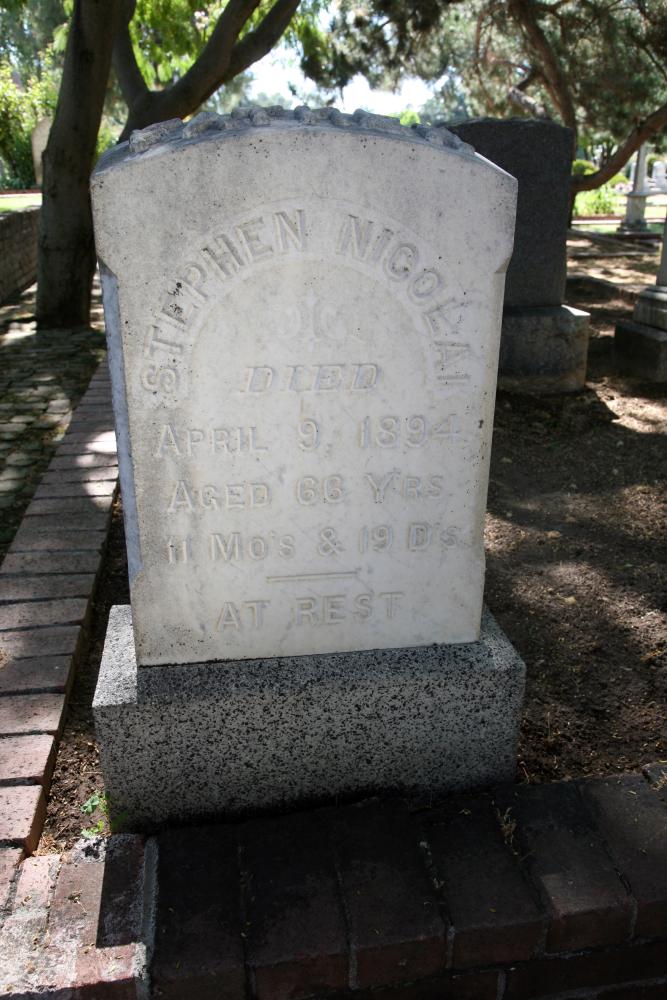 STEPHEN NICOLAI
DIED
APRIL 9, 1894
AGED 66 YRS
11 MO'S & 19 D'S
AT REST